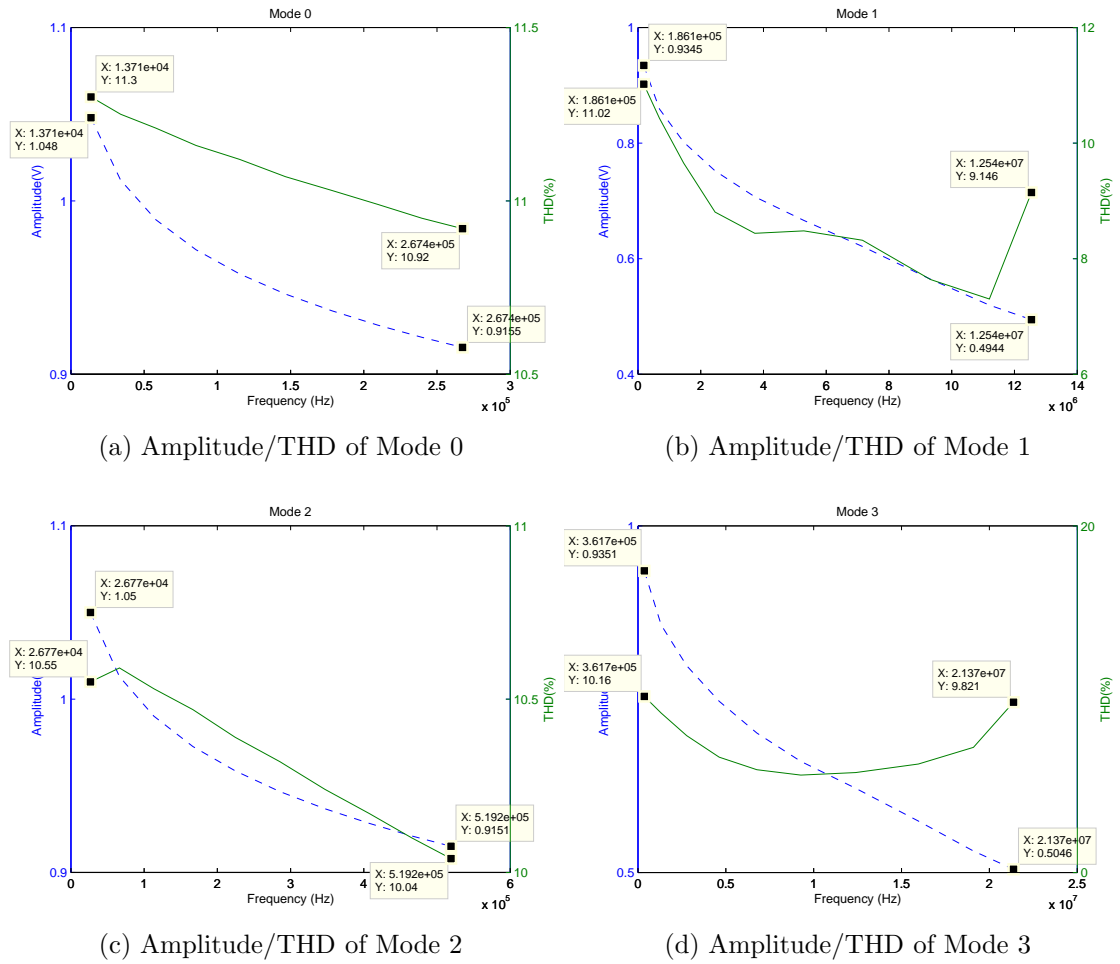 Mode 0
1.1
1
0.9
Amplitude(V)
11.5
11
10.5
THD(%)
X: 1.371e+04
Y: 11.3
X: 1.371e+04
Y: 1.048
X: 2.674e+05
Y: 10.92
X: 2.674e+05
Y: 0.9155
0 0.5 1 1.5 2 2.5 3
Frequency (Hz)
x 10^5
(a) Amplitude/THD of Mode 0
Mode 1
1
0.8
0.6
0.4
Amplitude(V)
12
10
8
6
THD(%)
X: 1.861e+05
Y: 0.9345
X: 1.861e+05
Y: 11.02
X: 1.254e+07
Y: 9.146
X: 1.254e+07
Y: 0.4944
0 2 4 6 8 10 12 14
Frequency (Hz)
x 10^6
(b) Amplitude/THD of Mode 1
Mode 2
1.1
1
0.9
Amplitude(
11
10.5
10
THD(%)
X: 2.677e+04
Y: 1.05
X: 2.677e+04
Y: 10.55
X: 5.192e+05
Y: 0.9151
X: 5.192e+05
Y: 10.04
0 1 2 3 4 5 6
Frequency (Hz)
x 10^5
(c) Amplitude/THD of Mode 2
Mode 3
1
0.5
Amplitude
20
0
THD(%)
X: 3.617e+05
Y: 0.9351
X: 3.617e+05
Y: 10.16
X: 2.137e+07
Y: 9.821
X: 2.137e+07
Y: 0.5046
0 0.5 1 1.5 2 2.5
Frequency (Hz)
x 10^7
(d) Amplitude/THD of Mode 3